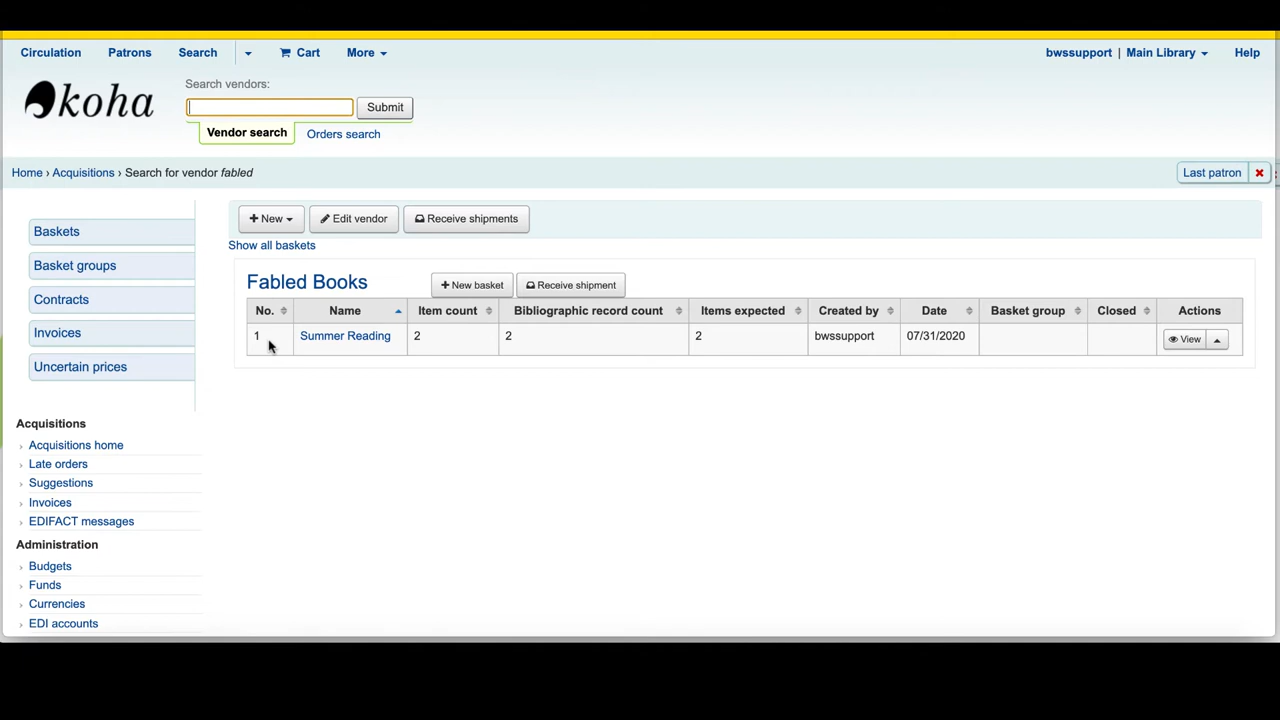 Circulation Patrons Search Cart More bwssupport | Main Library Help
koha
Search vendors:
Submit
Vendor search Orders search
Home › Acquisitions › Search for vendor fabled Last patron
Baskets
Basket groups
Contracts
Invoices
Uncertain prices
Acquisitions
Acquisitions home
Late orders
Suggestions
Invoices
EDIFACT messages
Administration
Budgets
Funds
Currencies
EDI accounts
+ New Edit vendor Receive shipments
Show all baskets
Fabled Books + New basket Receive shipment
No. Name Item count Bibliographic record count Items expected Created by Date Basket group Closed Actions
1 Summer Reading 2 2 2 bwssupport 07/31/2020 View